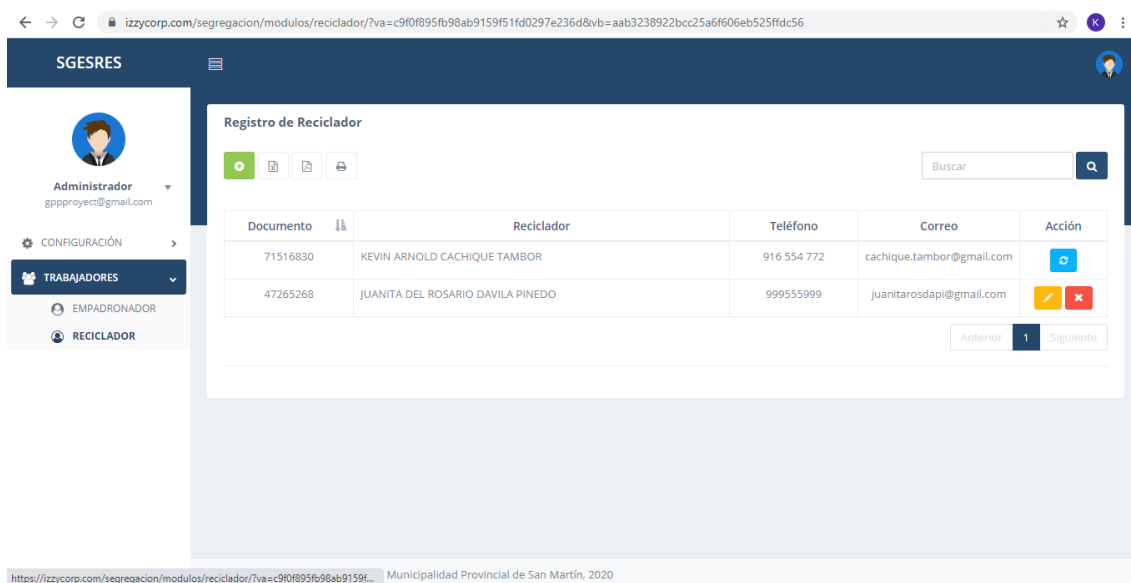 izzycorp.com/segregacion/modulos/reciclador/?va=c9f0f895fb98ab9159f51fd0297e236d&vb=aab3238922bcc25a6f606eb525ffdc56
K
SGESRES
Administrador
gppproyect@gmail.com
CONFIGURACIÓN
TRABAJADORES
EMPADRONADOR
RECICLADOR
Registro de Reciclador
Buscar
Documento Reciclador Teléfono Correo Acción
71516830 KEVIN ARNOLD CACHIQUE TAMBOR 916 554 772 cachique.tambor@gmail.com
47265268 JUANITA DEL ROSARIO DAVILA PINEDO 999555999 juanitarosdapi@gmail.com
Anterior 1 Siguiente
https://izzycorp.com/segregacion/modulos/reciclador/?va=c9f0f895fb98ab9159f... Municipalidad Provincial de San Martín, 2020